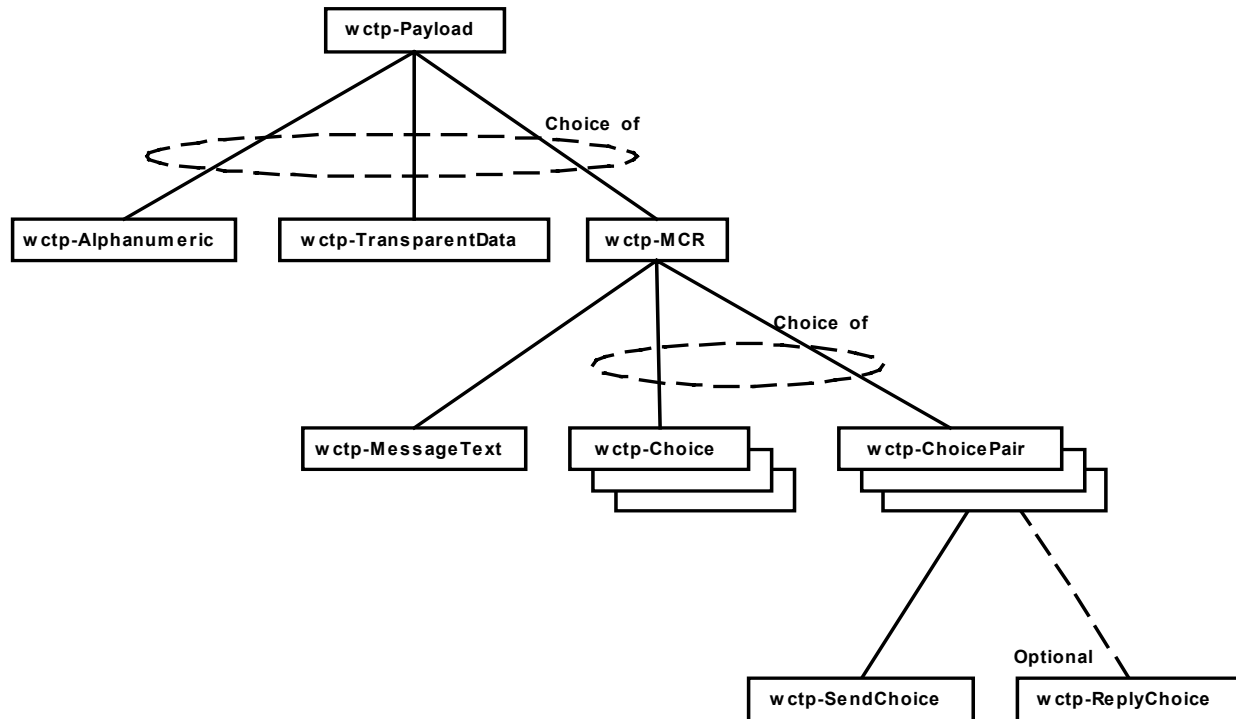 wctp-Payload
Choice of
wctp-Alphanumeric
wctp-TransparentData
wctp-MCR
Choice of
wctp-MessageText
wctp-Choice
wctp-ChoicePair
Optional
wctp-SendChoice
wctp-ReplyChoice